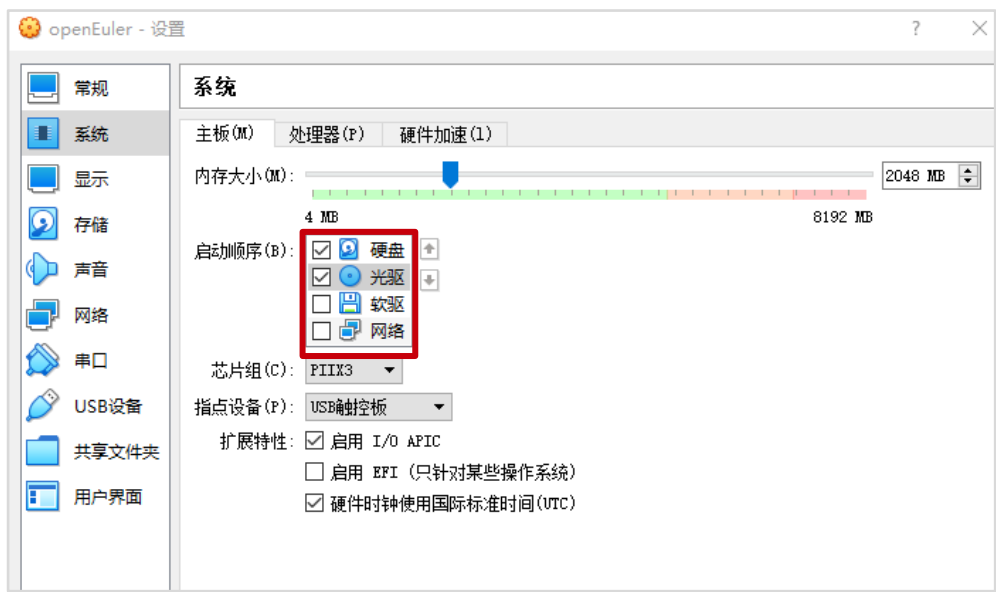 openEuler - 设置
?
常规
系统
显示
存储
声音
网络
串口
USB设备
共享文件夹
用户界面
系统
主板(M) 处理器(P) 硬件加速(l)
内存大小(M): 2048 MB
4 MB 8192 MB
启动顺序(B): 硬盘
光驱
软驱
网络
芯片组(C): PIIX3
指点设备(P): USB触控板
扩展特性: 启用 I/O APIC
启用 EFI (只针对某些操作系统)
硬件时钟使用国际标准时间(UTC)